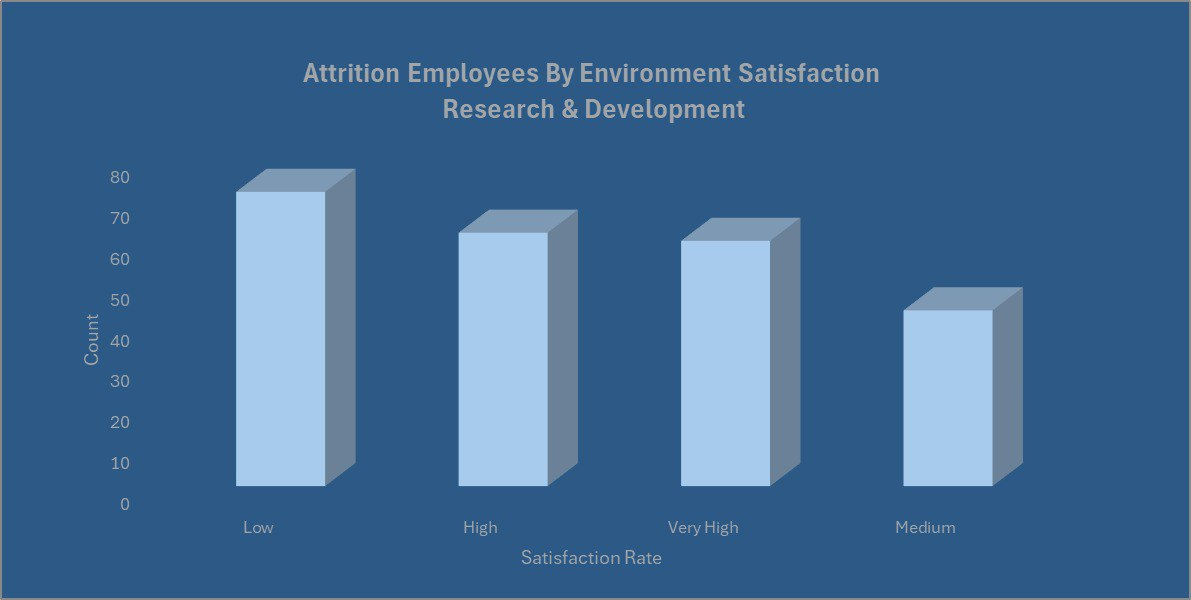 Attrition Employees By Environment Satisfaction
Research & Development
80
70
60
50
40
30
20
10
0
Count
Low High Very High Medium
Satisfaction Rate